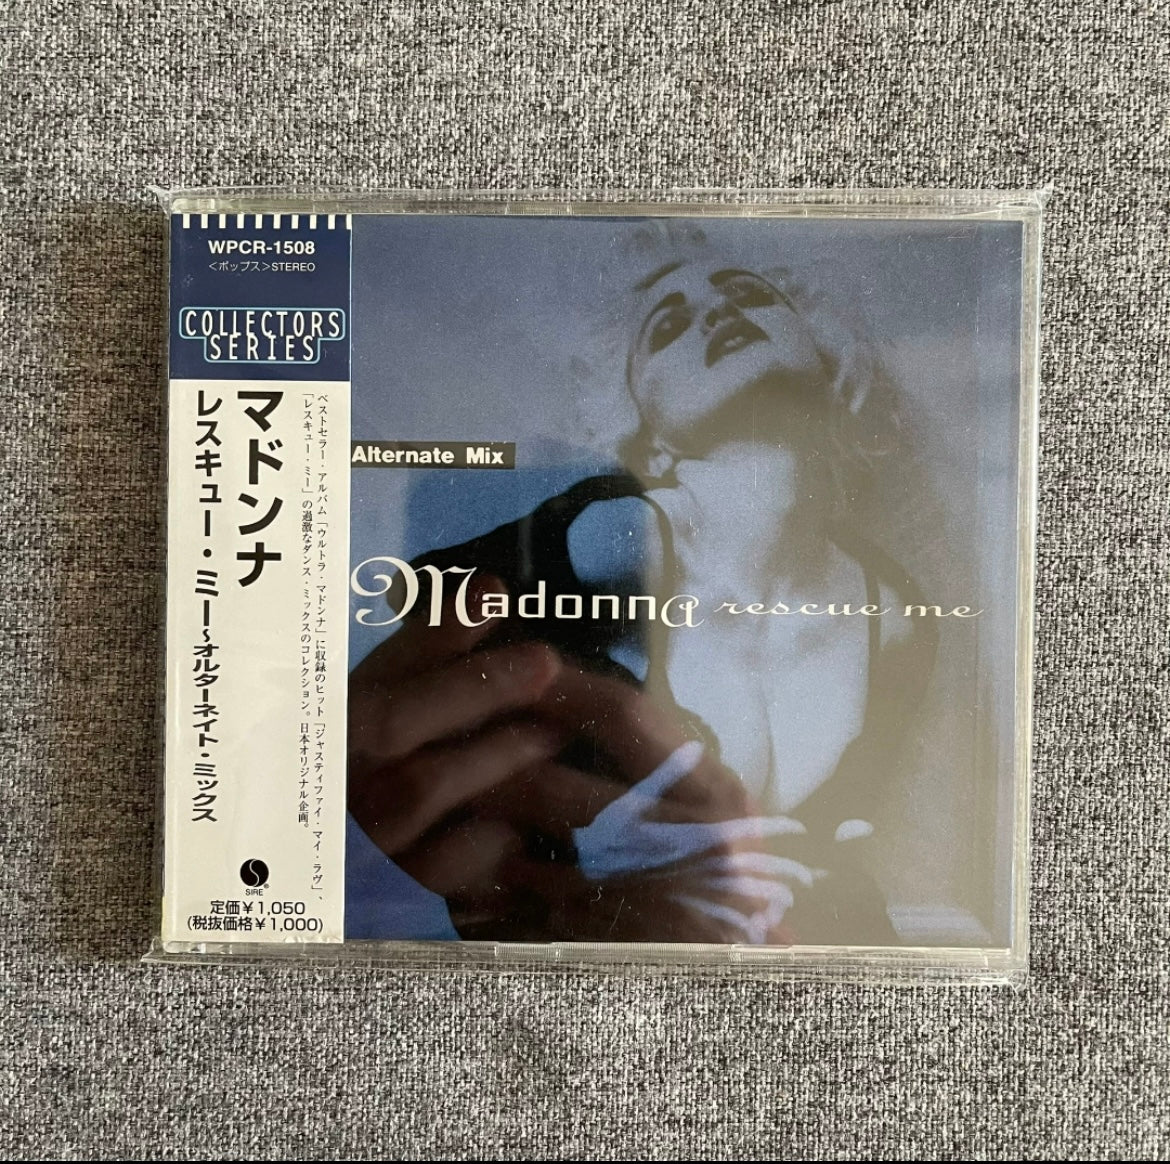 WPCR-1508
<ポップス>STEREO
COLLECTORS
SERIES
ベストセラー・アルバム「ウルトラ・マドンナ」に収録のヒット「ジャスティファイ・マイ・ラヴ」、
「レスキュー・ミー」の過激なダンス・ミックスのコレクション。日本オリジナル企画。
マドンナ
レスキュー・ミー~オルターネイト・ミックス
SIRE®
定価¥1,050
(税抜価格¥1,000)
Alternate Mix
Madonna rescue me